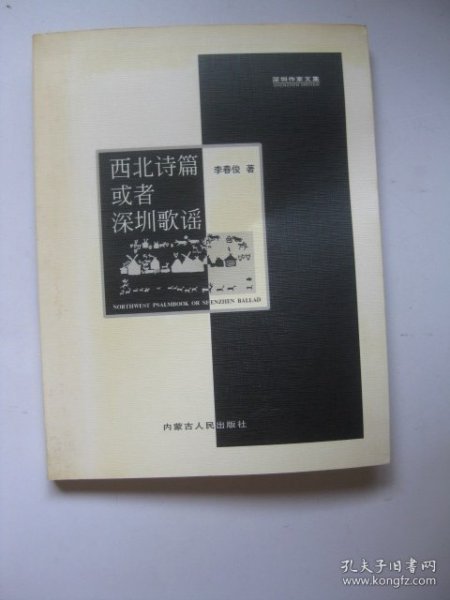 深圳作家文集
西北诗篇
或者
深圳歌谣
李春俊 著
NORTHWEST PSALMBOOK OR SHENZHEN BALLAD
内蒙古人民出版社
孔夫子旧书网
www.kongfz.com